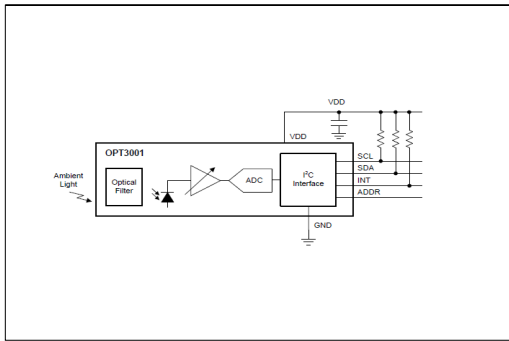 VDD
VDD
OPT3001
SCL
SDA
INT
ADDR
Ambient
Light
Optical
Filter
ADC
I²C
Interface
GND